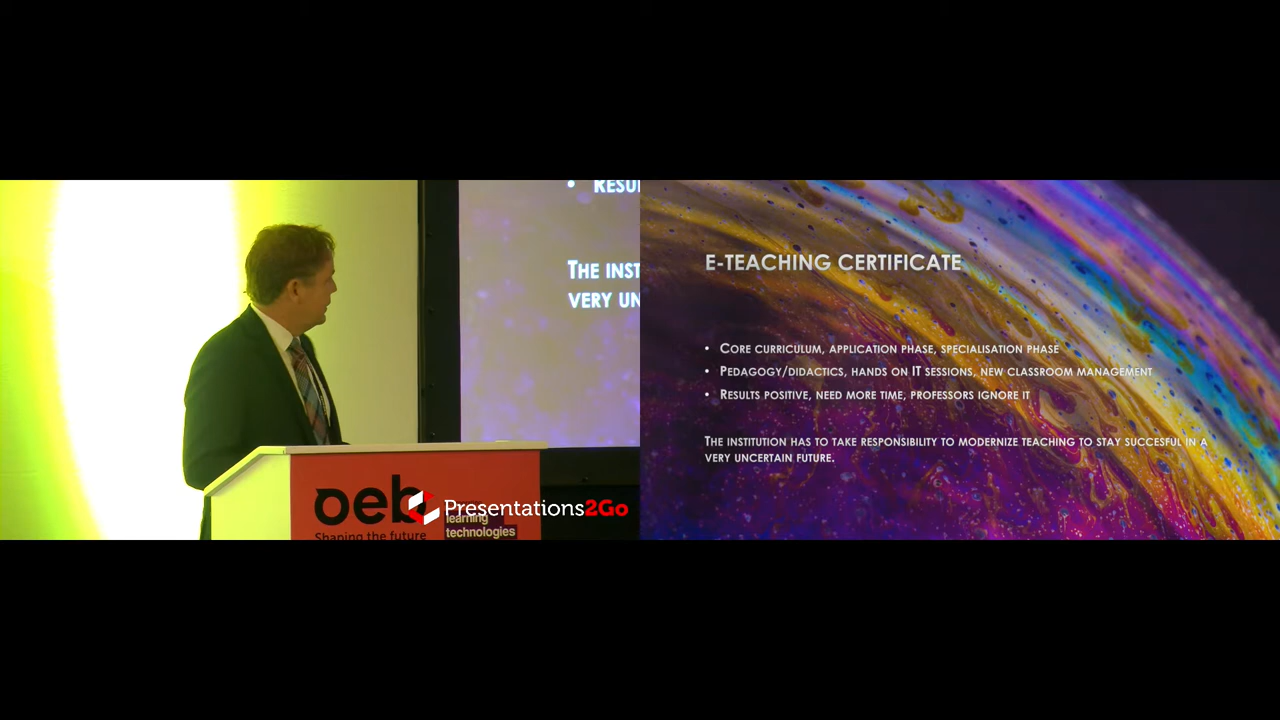 RESU
THE INST
VERY UN
oeb
Shaping the future
learning
technologies
Presentations2Go
E-TEACHING CERTIFICATE
• CORE CURRICULUM, APPLICATION PHASE, SPECIALISATION PHASE
• PEDAGOGY/DIDACTICS, HANDS ON IT SESSIONS, NEW CLASSROOM MANAGEMENT
• RESULTS POSITIVE, NEED MORE TIME, PROFESSORS IGNORE IT
THE INSTITUTION HAS TO TAKE RESPONSIBILITY TO MODERNIZE TEACHING TO STAY SUCCESFUL IN A
VERY UNCERTAIN FUTURE.